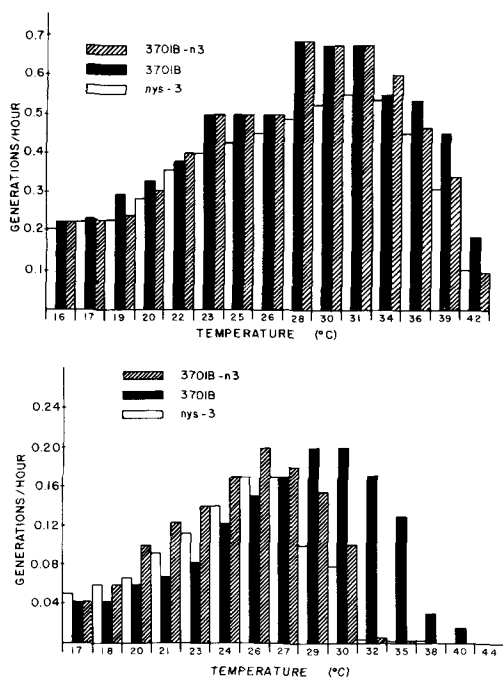 0.7
0.6
0.5
0.4
0.3
0.2
0.1
GENERATIONS/HOUR
3701B-n3
3701B
nys-3
16 17 19 20 22 23 25 26 28 30 31 34 36 39 42
TEMPERATURE (°C)
0.24
0.20
0.16
0.12
0.08
0.04
GENERATIONS/HOUR
3701B-n3
3701B
nys-3
17 18 20 21 23 24 26 27 29 30 32 35 38 40 44
TEMPERATURE (°C)